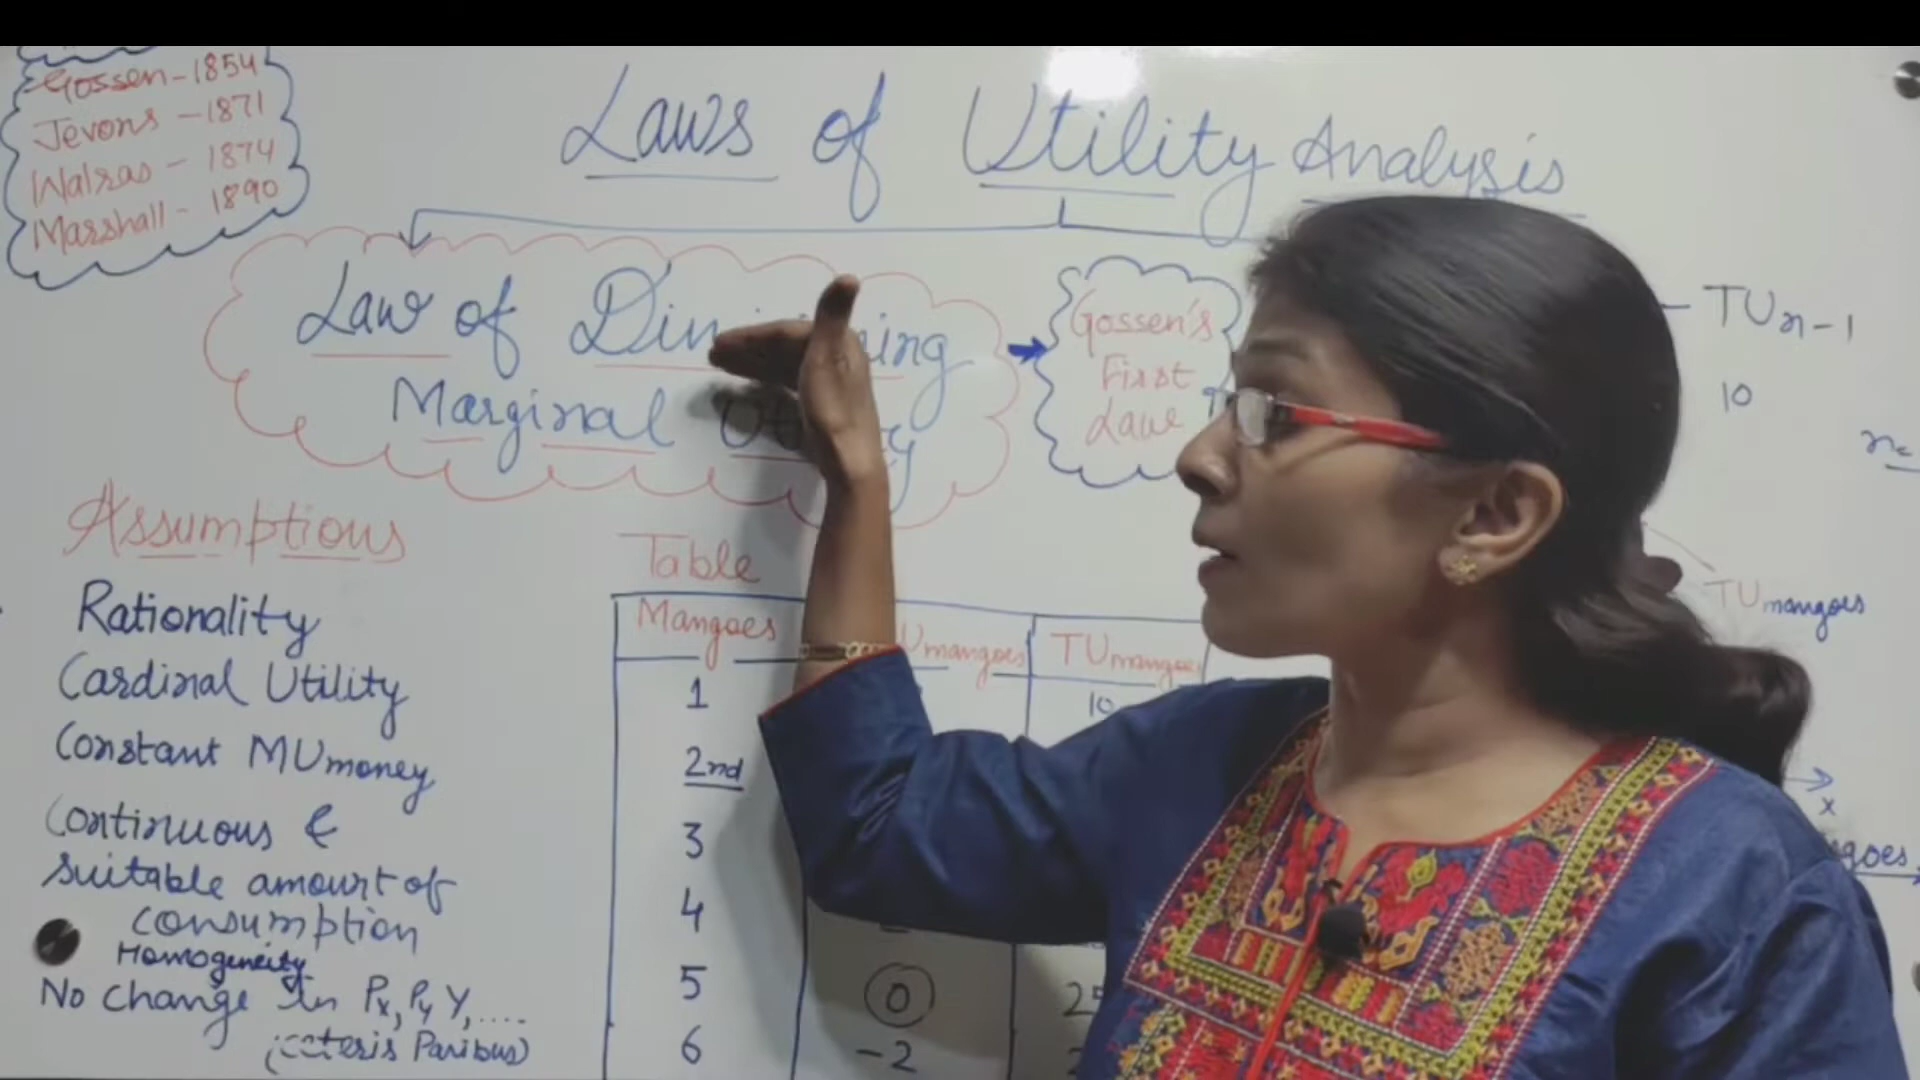 Gossen - 1854
Jevons - 1871
Walras - 1874
Marshall - 1890
Laws of Utility Analysis
Law of
Marginal
Gossen's
First
Law
TUn-1
10
Assumptions
Rationality
Cardinal Utility
Constant MUmoney
Continuous &
suitable amount of
consumption
Homogeneity
No change in Px, Py Y, ....
(ceteris Paribus)
Table
Mangoes Umangoes TUmangoes
1 10
2nd
3
4
5 0
6 -2
TUmangoes
x